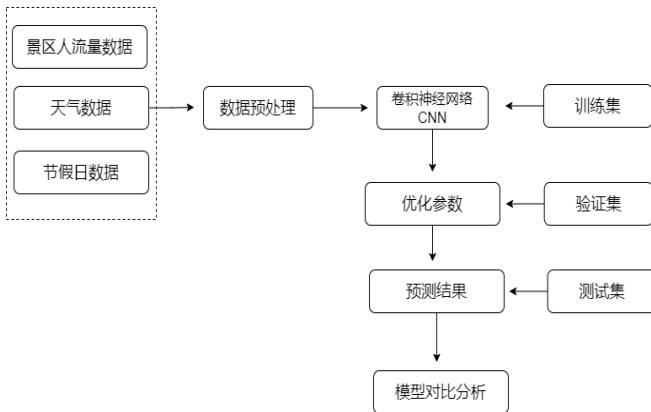 景区人流量数据
天气数据
节假日数据
数据预处理
卷积神经网络
CNN
训练集
优化参数
验证集
预测结果
测试集
模型对比分析